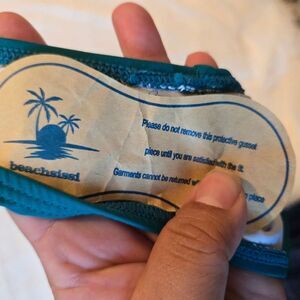 beachsissi
Please do not remove this protective gusset
piece until you are satisfied with the fit.
Garments cannot be returned place